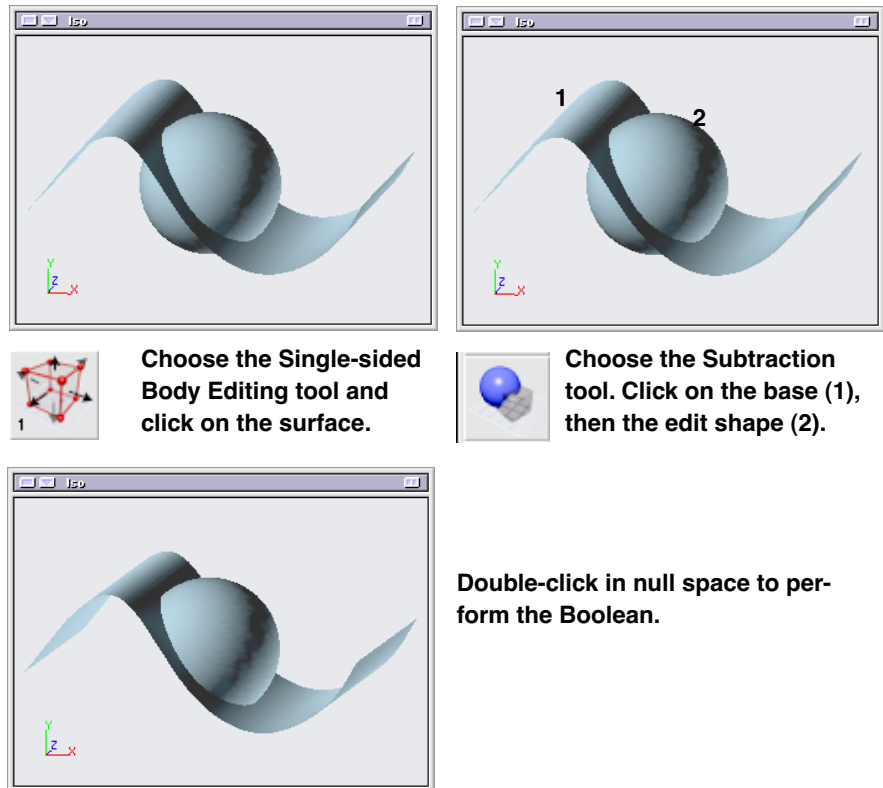 Iso
Iso
1
2
Y
Z
X
Y
Z
X
1
Choose the Single-sided
Body Editing tool and
click on the surface.
Choose the Subtraction
tool. Click on the base (1),
then the edit shape (2).
Iso
Y
Z
X
Double-click in null space to per-
form the Boolean.